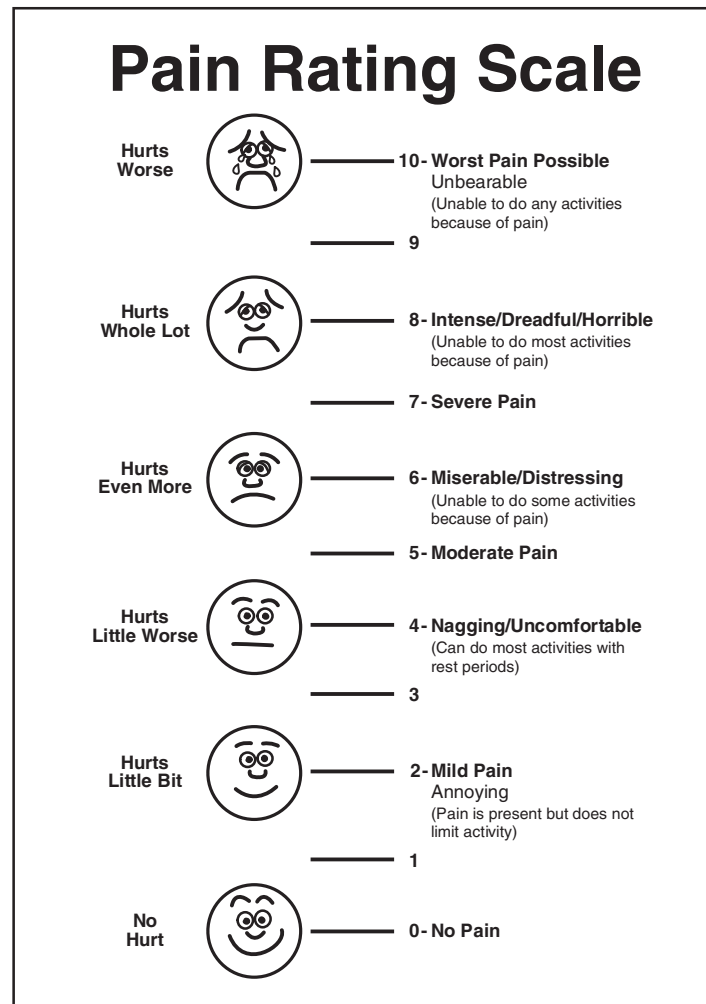 Pain Rating Scale
Hurts
Worse
10- Worst Pain Possible
Unbearable
(Unable to do any activities
because of pain)
9
Hurts
Whole Lot
8- Intense/Dreadful/Horrible
(Unable to do most activities
because of pain)
7- Severe Pain
Hurts
Even More
6- Miserable/Distressing
(Unable to do some activities
because of pain)
5- Moderate Pain
Hurts
Little Worse
4- Nagging/Uncomfortable
(Can do most activities with
rest periods)
3
Hurts
Little Bit
2- Mild Pain
Annoying
(Pain is present but does not
limit activity)
1
No
Hurt
0- No Pain